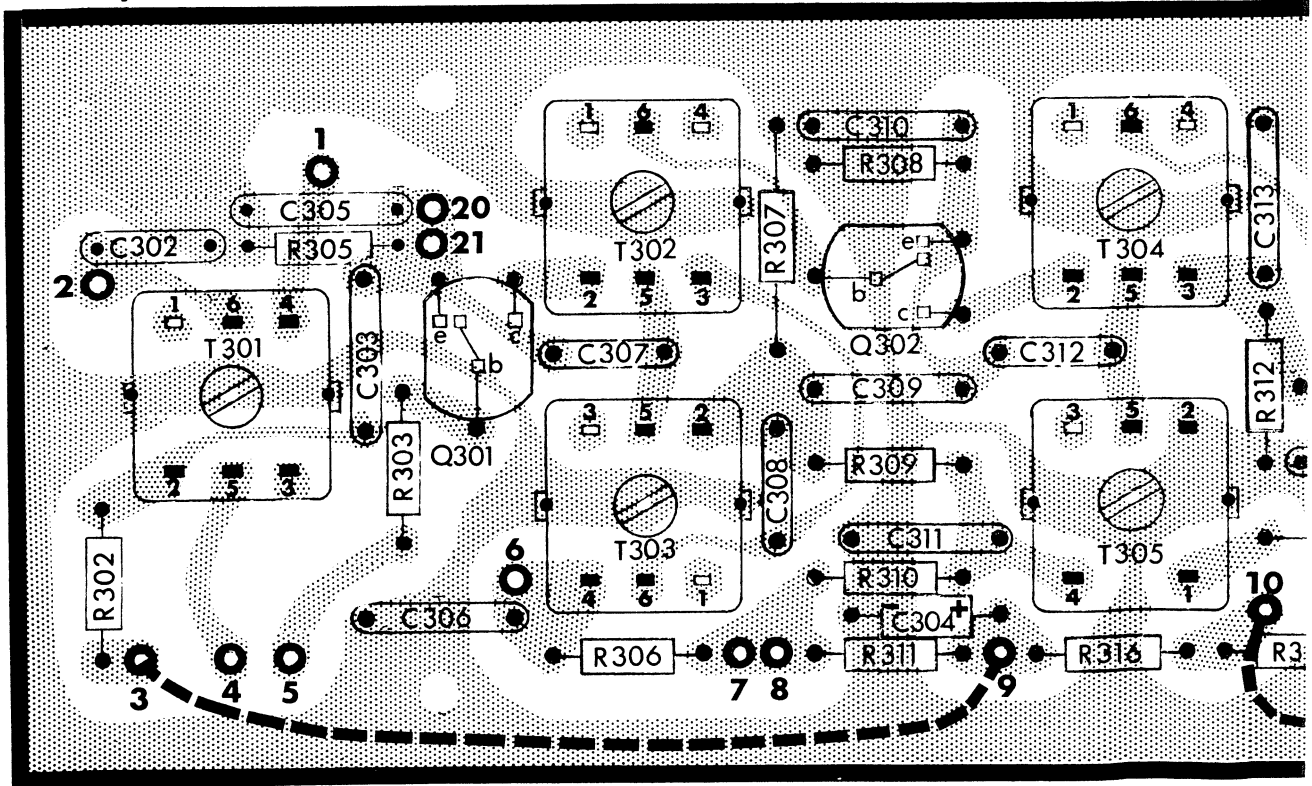 1 6 4
C310
1 6 4
1
R308
C313
C305
20
R307
C302
R305
21
T302
e
T304
2
b
2 5 3
2 5 3
c
1 6 4
T301
C303
e c
b
Q302
C307
C312
R312
C309
3 5 2
3 5 2
2 5 3
R303
Q301
C308
R309
C311
T303
T305
R302
6
4 6 1
R310
4 1
10
C306
- C304 +
R306
R311
R316
R3
3
4
5
7
8
9